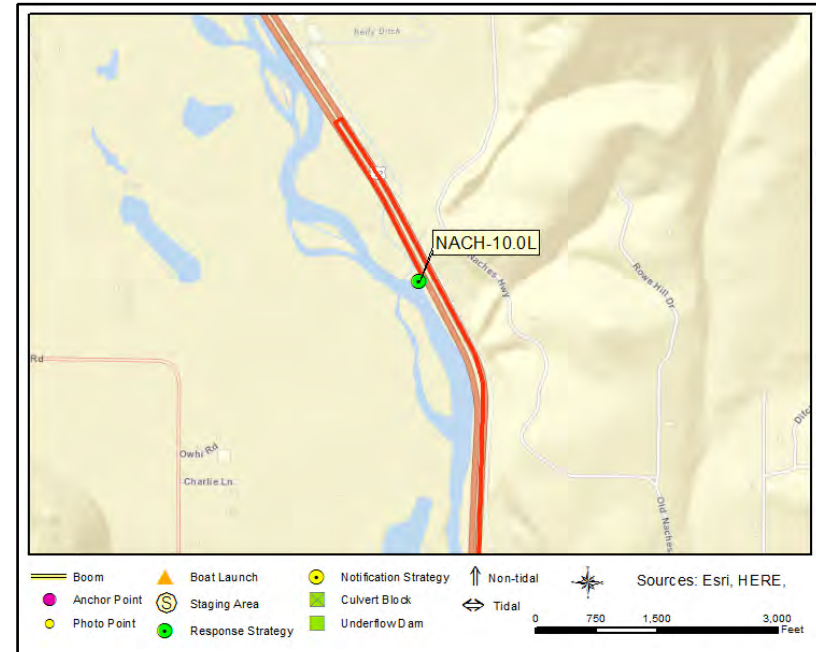 Reily Ditch
NACH-10.0L
Naches Hwy
Rowe Hill Dr
Rd
Owhi Rd
Charlie Ln
Old Naches
Boom
Anchor Point
Photo Point
Boat Launch
Staging Area
Response Strategy
Notification Strategy
Culvert Block
Underflow Dam
Non-tidal
Tidal
Sources: Esri, HERE,
0 750 1,500 3,000
Feet